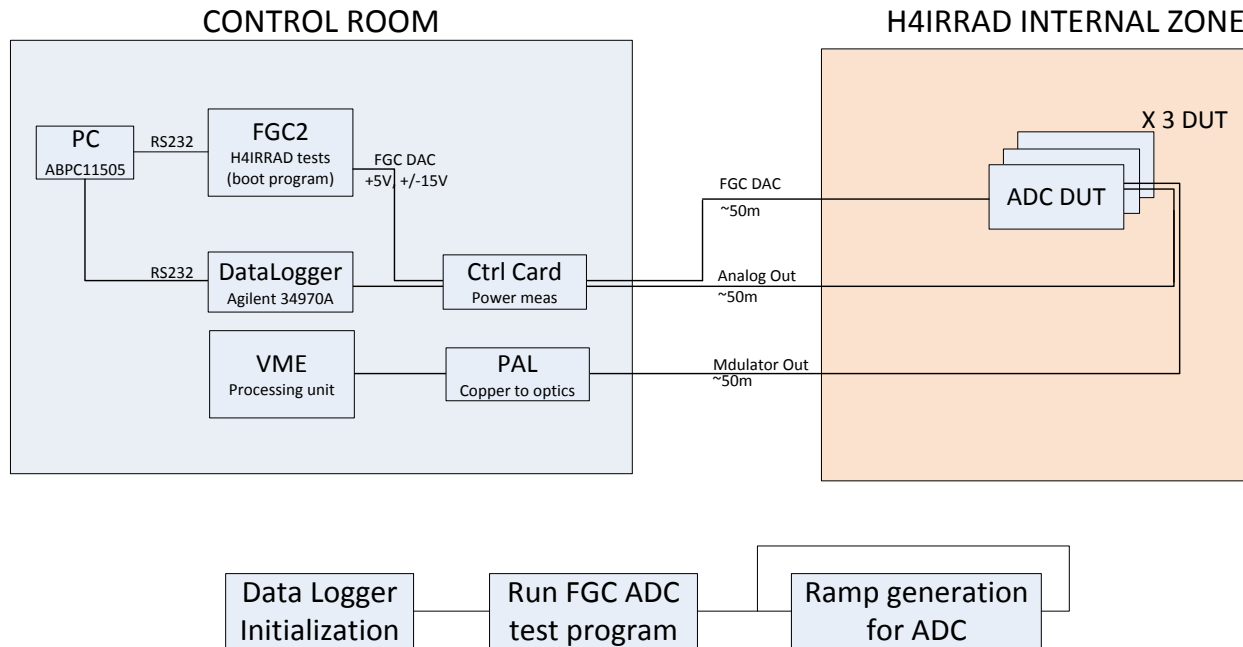 CONTROL ROOM
H4IRRAD INTERNAL ZONE
X 3 DUT
PC
ABPC11505
RS232
FGC2
H4IRRAD tests
(boot program)
FGC DAC
+5V, +/-15V
FGC DAC
~50m
ADC DUT
RS232
DataLogger
Agilent 34970A
Ctrl Card
Power meas
Analog Out
~50m
VME
Processing unit
PAL
Copper to optics
Mdulator Out
~50m
Data Logger
Initialization
Run FGC ADC
test program
Ramp generation
for ADC